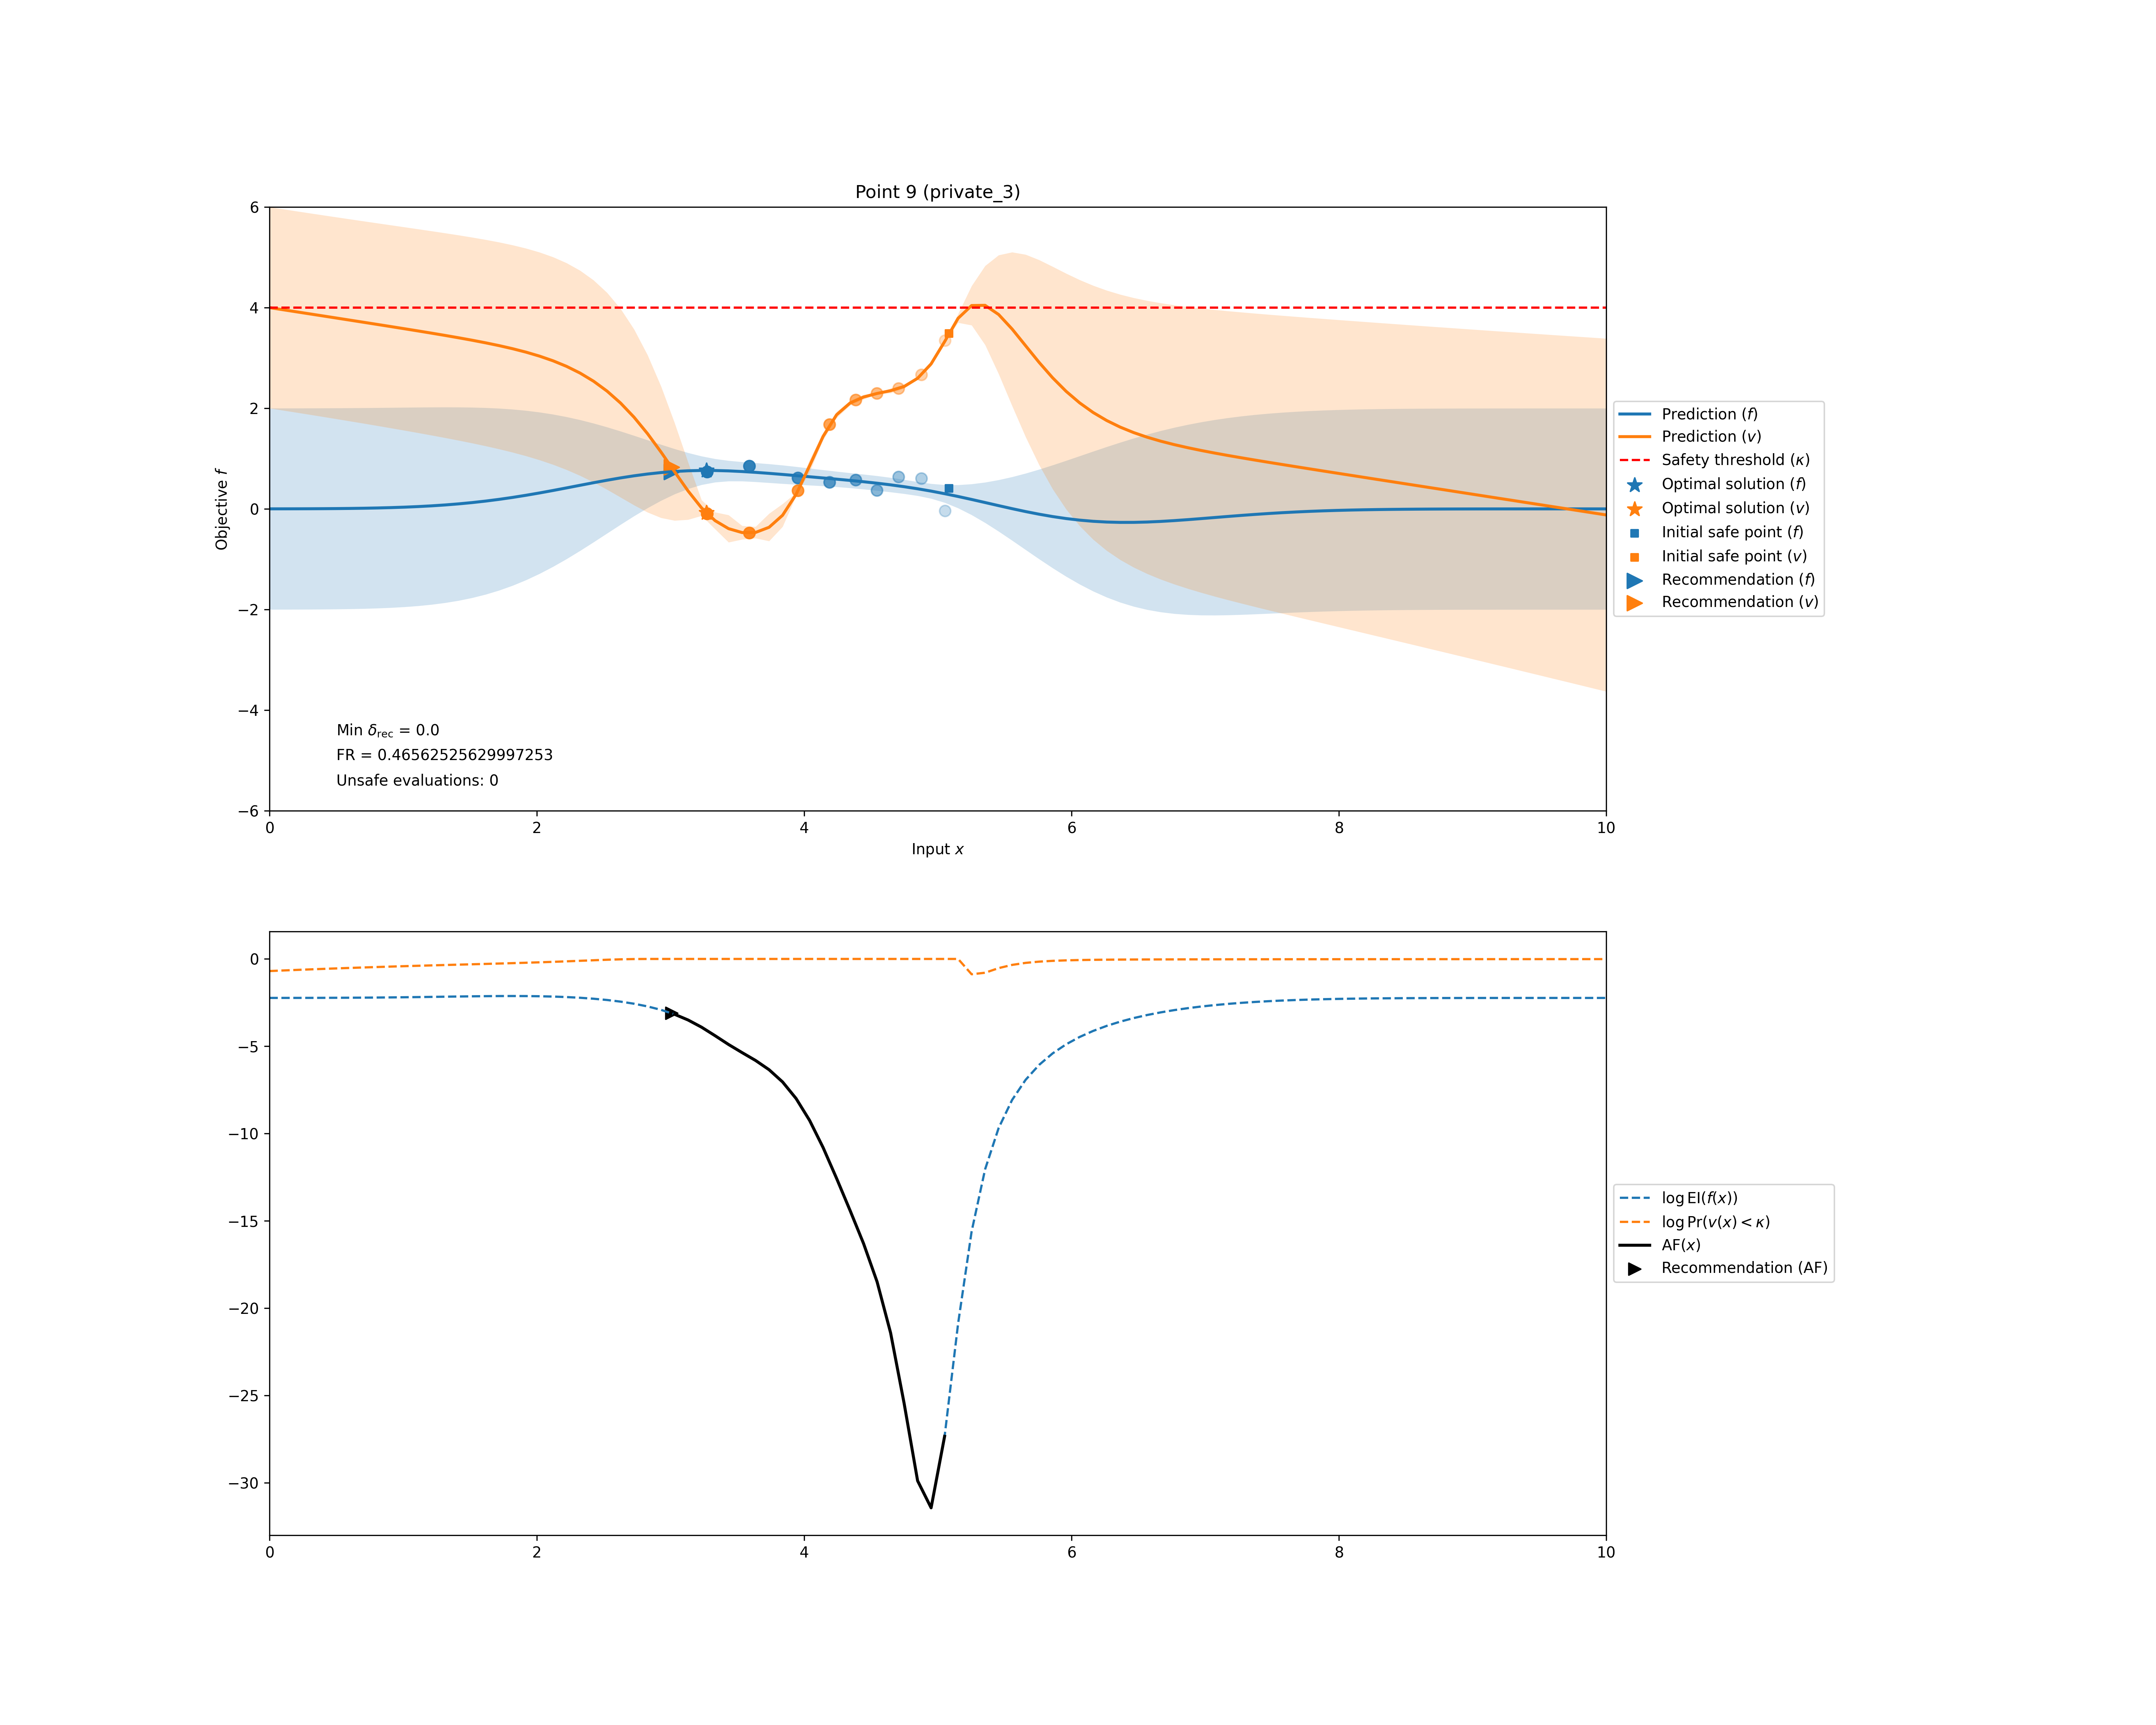 Point 9 (private_3)
6
4
2
0
−2
−4
−6
Objective f
Min δrec = 0.0
FR = 0.46562525629997253
Unsafe evaluations: 0
0 2 4 6 8 10
Input x
Prediction (f)
Prediction (v)
Safety threshold (κ)
Optimal solution (f)
Optimal solution (v)
Initial safe point (f)
Initial safe point (v)
Recommendation (f)
Recommendation (v)
0
−5
−10
−15
−20
−25
−30
0 2 4 6 8 10
log EI(f(x))
log Pr(v(x) < κ)
AF(x)
Recommendation (AF)